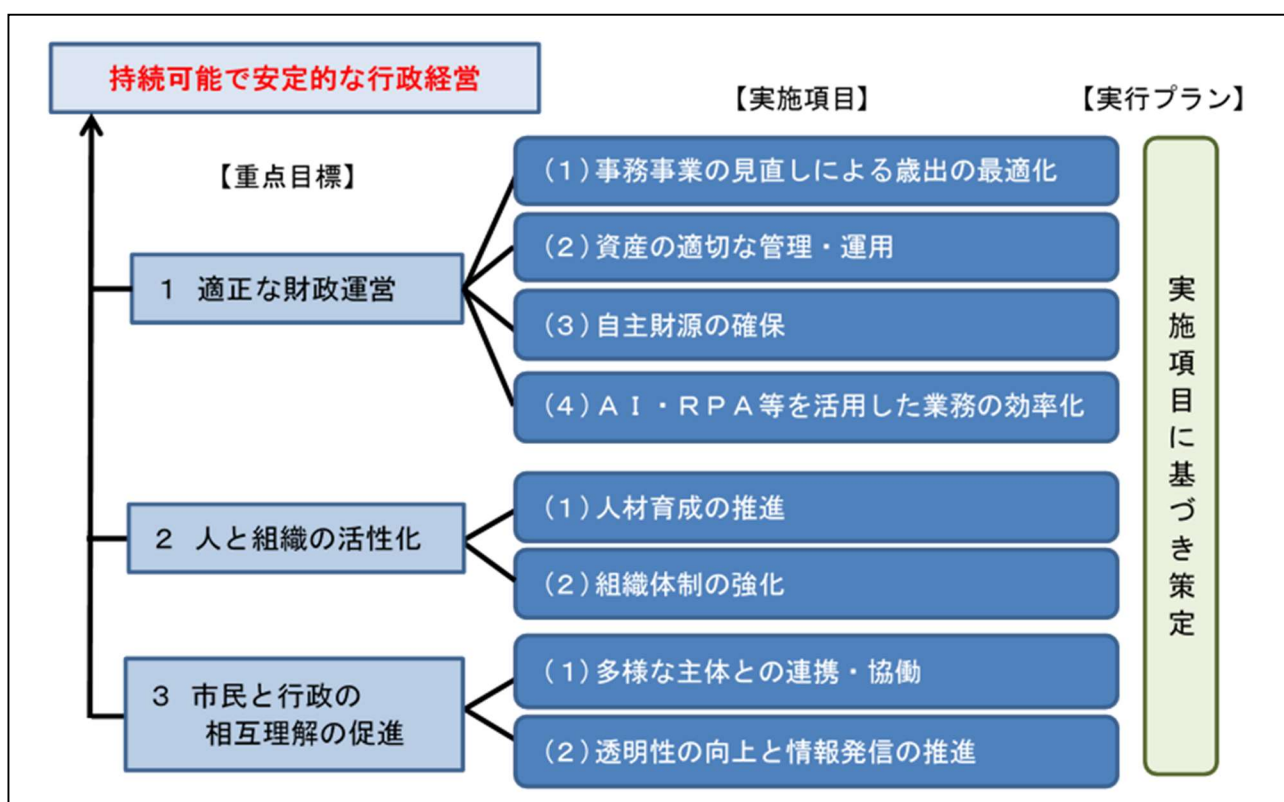 持続可能で安定的な行政経営
【重点目標】
【実施項目】
【実行プラン】
1 適正な財政運営
(1)事務事業の見直しによる歳出の最適化
(2)資産の適切な管理・運用
(3)自主財源の確保
(4)AI・RPA等を活用した業務の効率化
2 人と組織の活性化
(1)人材育成の推進
(2)組織体制の強化
3 市民と行政の
相互理解の促進
(1)多様な主体との連携・協働
(2)透明性の向上と情報発信の推進
実施項目に基づき策定